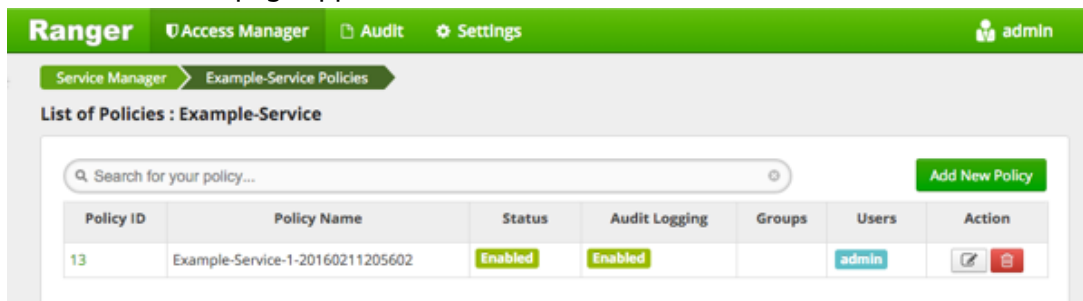 Ranger Access Manager Audit Settings admin
Service Manager Example-Service Policies
List of Policies : Example-Service
Search for your policy... Add New Policy
Policy ID Policy Name Status Audit Logging Groups Users Action
13 Example-Service-1-20160211205602 Enabled Enabled admin